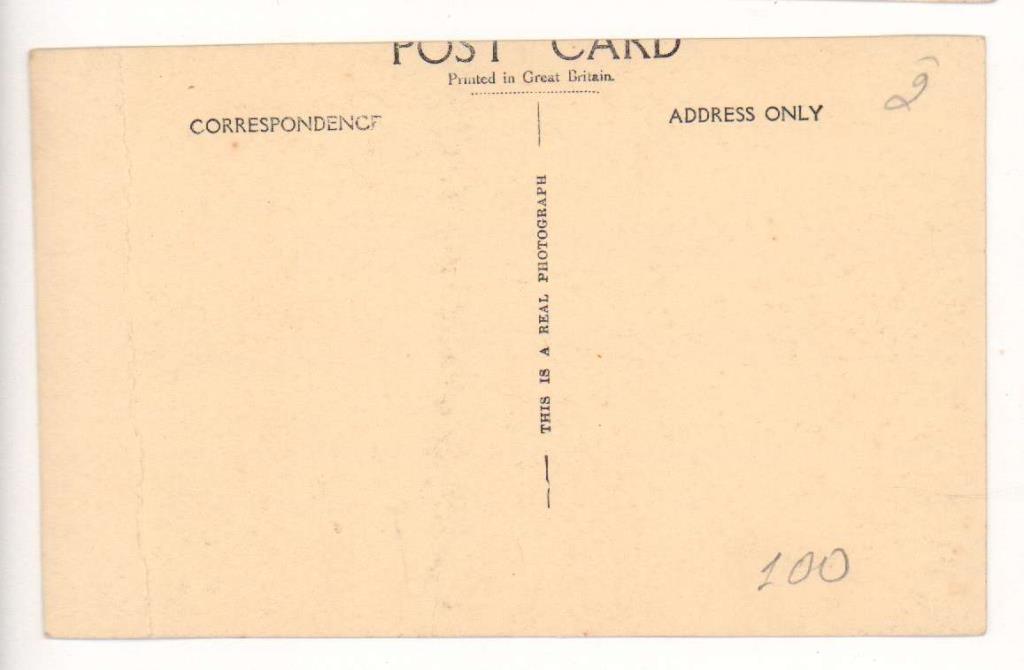 POST CARD
Printed in Great Britain.
CORRESPONDENCE
ADDRESS ONLY
THIS IS A REAL PHOTOGRAPH
2
100